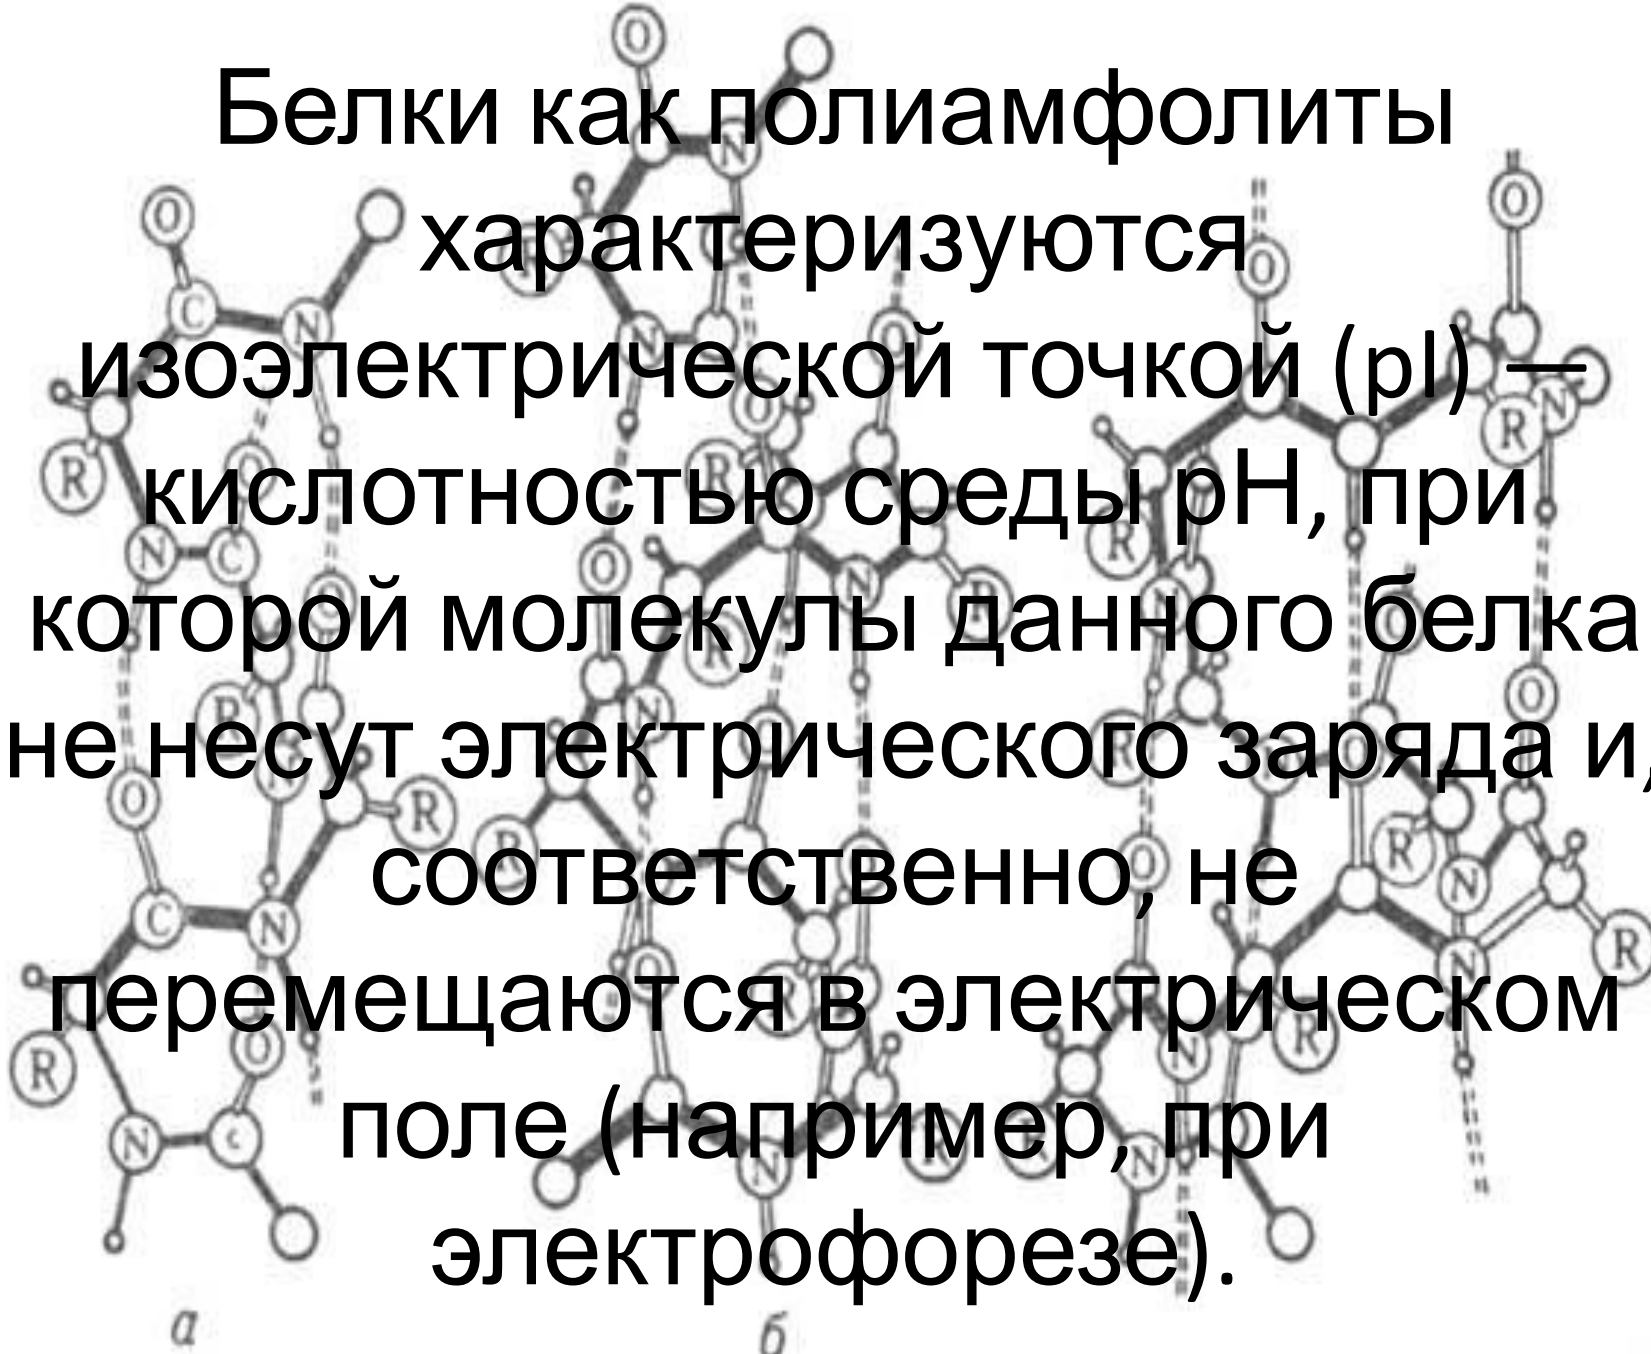 Белки как полиамфолиты
характеризуются
изоэлектрической точкой (pI) —
кислотностью среды pH, при
которой молекулы данного белка
не несут электрического заряда и,
соответственно, не
перемещаются в электрическом
поле (например, при
электрофорезе).
а б